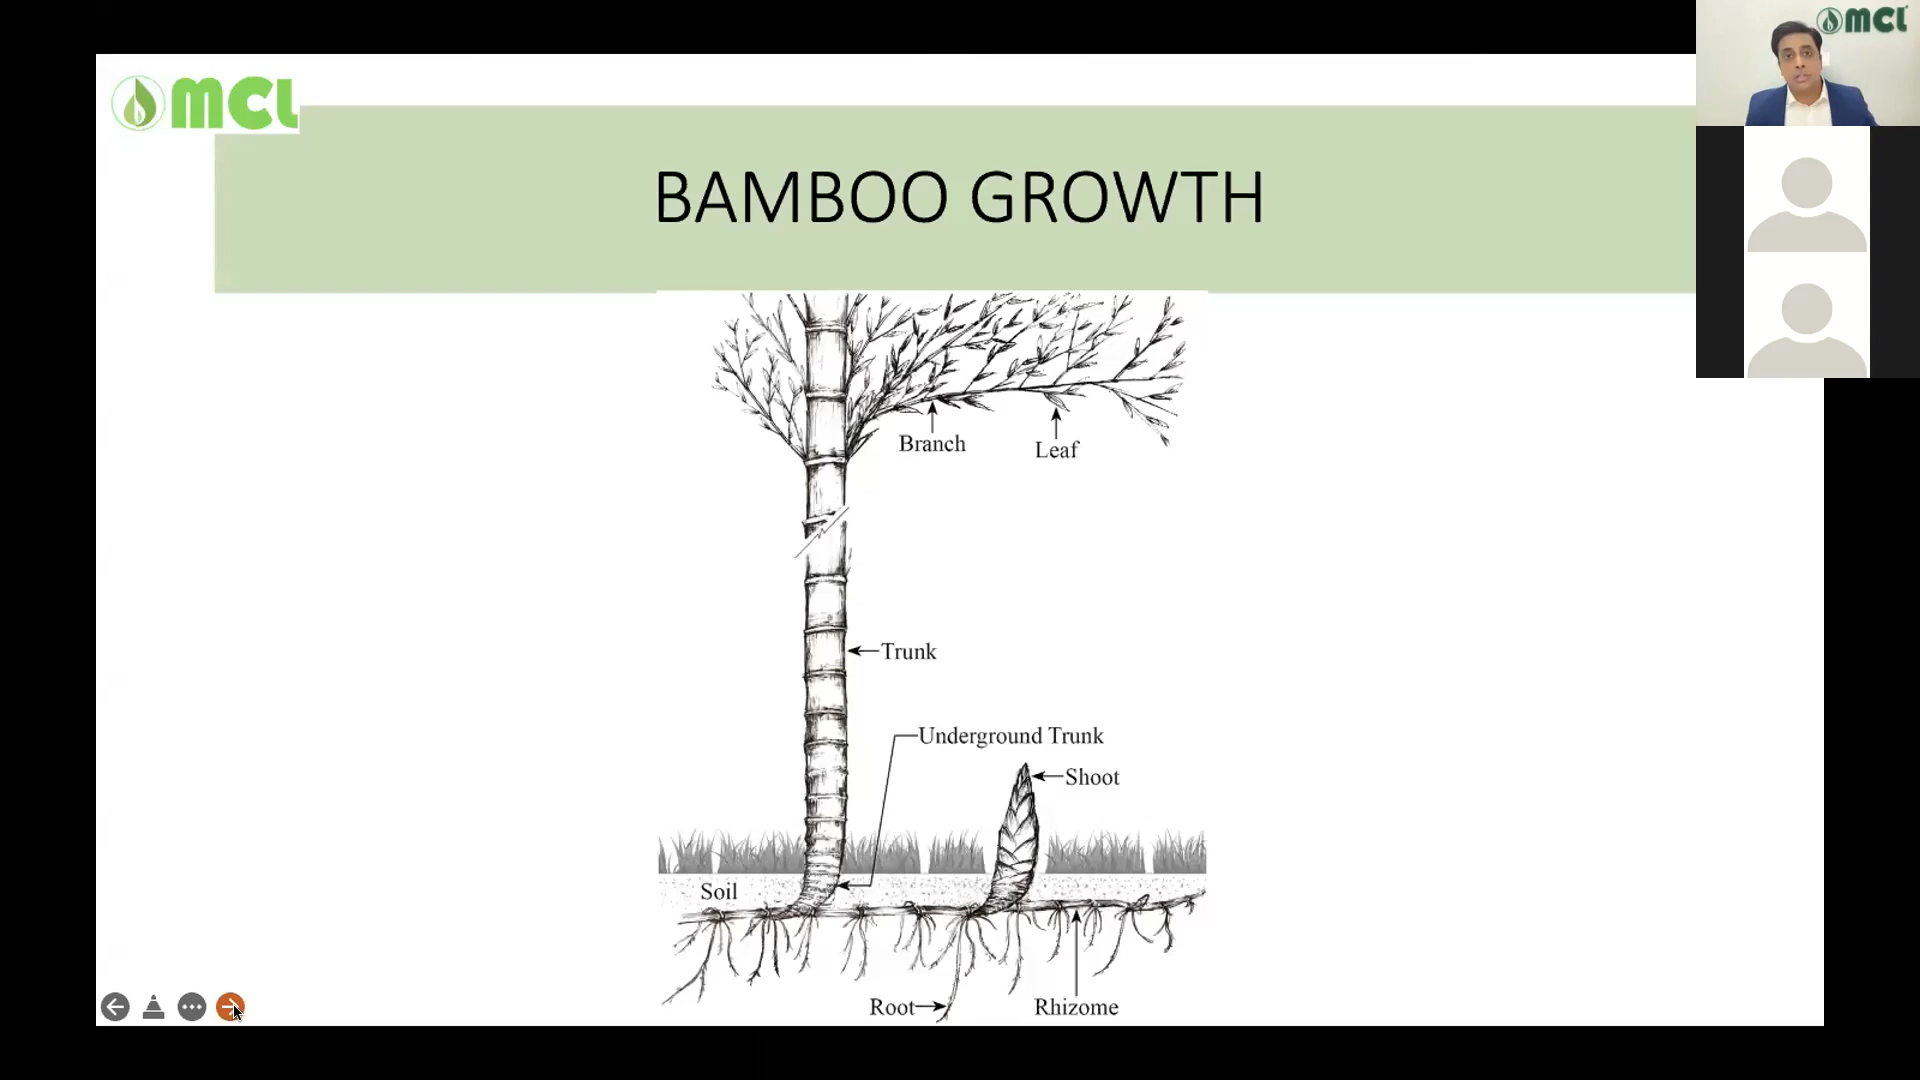 MCL
MCL
BAMBOO GROWTH
Branch
Leaf
Trunk
Underground Trunk
Shoot
Soil
Root
Rhizome